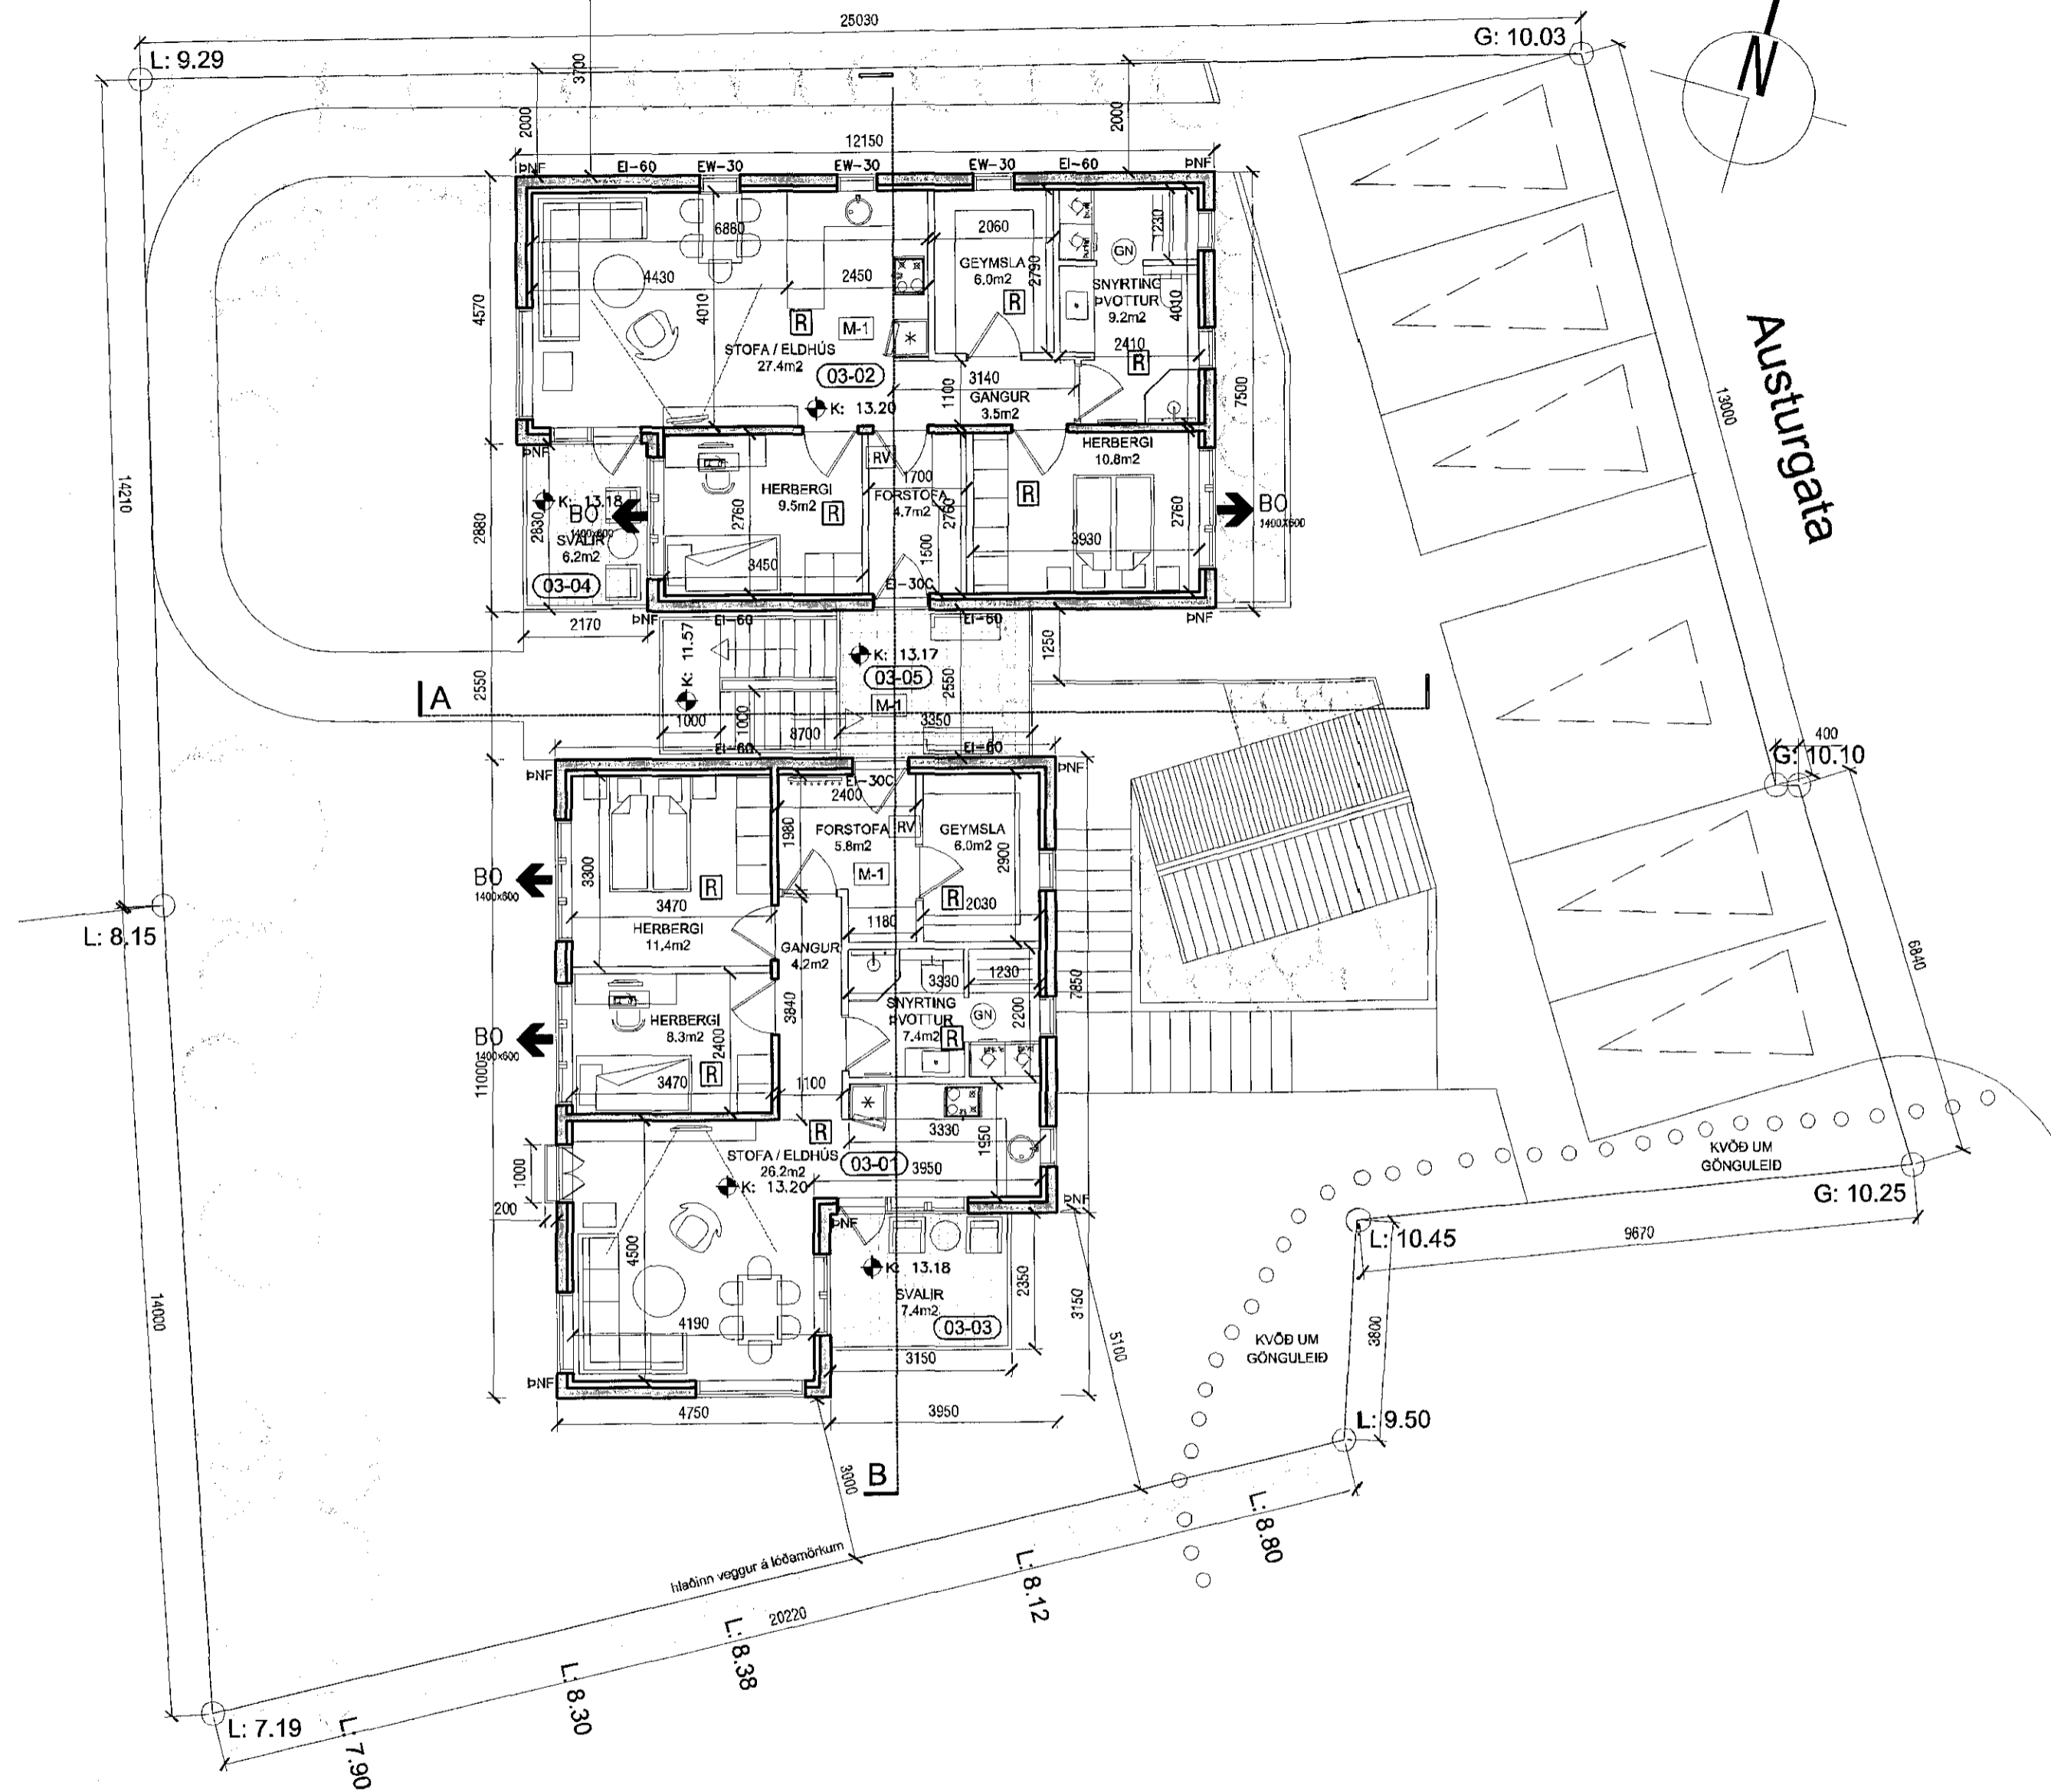 25030
L: 9.29
G: 10.03
N
3700
2000
2000
12150
ÞNF
EI-60
EW-30
EW-30
EW-30
EI-60
ÞNF
6880
2060
1230
GN
4430
2450
GEYMSLA
6.0m2
2790
SNYRTING
ÞVOTTUR
9.2m2
4010
4010
4570
R
M-1
R
2410
R
STOFA / ELDHÚS
27.4m2
03-02
3140
1100
GANGUR
3.5m2
K: 13.20
7500
13000
Austurgata
ÞNF
HERBERGI
10.8m2
RV
1700
HERBERGI
9.5m2
R
FORSTOFA
4.7m2
R
2760
2760
2760
K: 13.18
BO
1400x600
BO
1400x600
2830
2880
SVALIR
6.2m2
03-04
3450
1500
3930
EI-30C
14210
2170
ÞNF
EI-60
EI-60
ÞNF
K: 11.57
K: 13.17
03-05
1250
2550
2550
A
M-1
1000
1000
8700
3350
EI-60
EI-60
400
G: 10.10
ÞNF
ÞNF
EI-30C
2400
1980
FORSTOFA
5.8m2
RV
GEYMSLA
6.0m2
2900
3300
BO
1400x600
R
M-1
R
3470
1180
2030
L: 8.15
HERBERGI
11.4m2
GANGUR
4.2m2
3330
1230
7850
6840
3840
SNYRTING
ÞVOTTUR
7.4m2
GN
2200
R
HERBERGI
8.3m2
2400
BO
1400x600
11000
R
3470
1100
R
3330
1950
STOFA / ELDHÚS
26.2m2
03-01
3950
1000
K: 13.20
KVÖÐ UM
GÖNGULEIÐ
G: 10.25
200
ÞNF
ÞNF
L: 10.45
9670
4500
K: 13.18
2350
SVALIR
7.4m2
03-03
3150
14000
4190
3150
5100
KVÖÐ UM
GÖNGULEIÐ
3800
ÞNF
4750
3950
L: 9.50
3000
B
L: 8.80
hlaðinn veggur á lóðamörkum
20220
L: 8.12
L: 8.38
L: 8.30
L: 7.19
L: 7.90